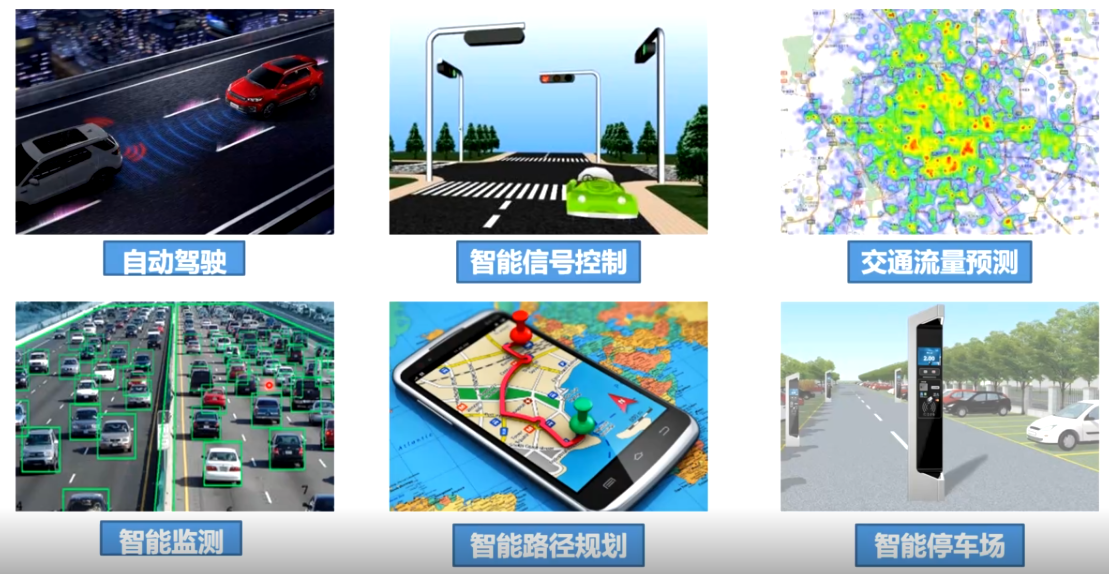 自动驾驶
智能信号控制
交通流量预测
智能监测
智能路径规划
智能停车场